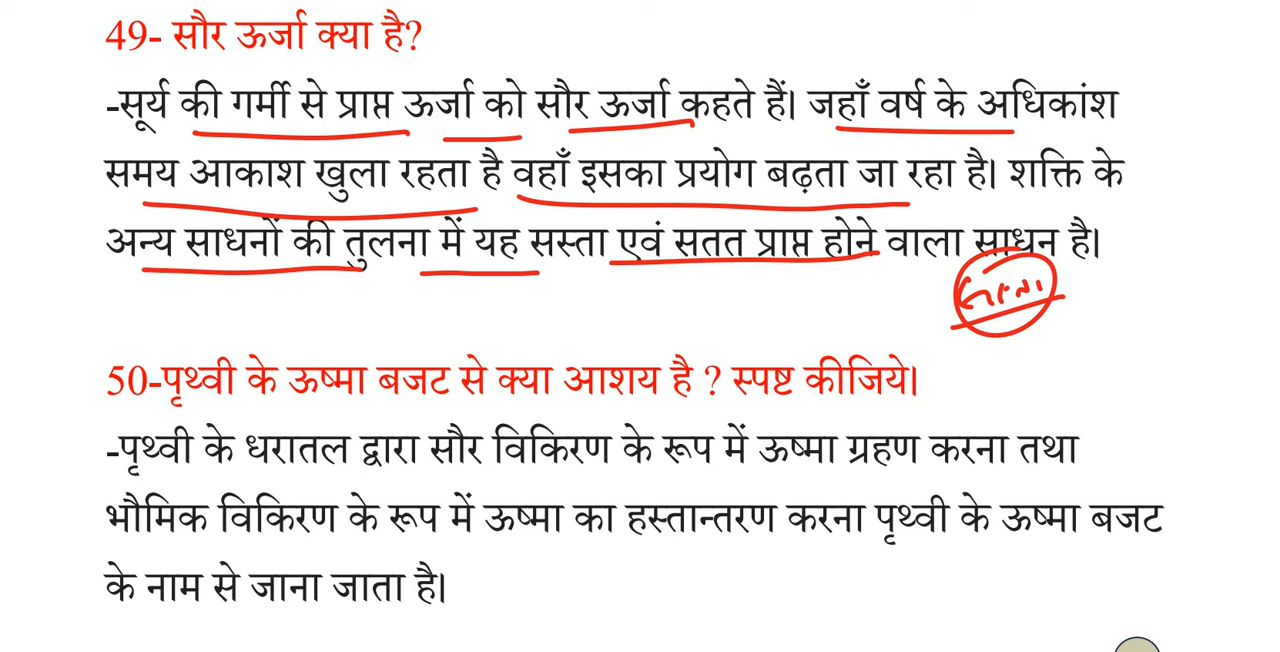 49- सौर ऊर्जा क्या है?
-सूर्य की गर्मी से प्राप्त ऊर्जा को सौर ऊर्जा कहते हैं। जहाँ वर्ष के अधिकांश
समय आकाश खुला रहता है वहाँ इसका प्रयोग बढ़ता जा रहा है। शक्ति के
अन्य साधनों की तुलना में यह सस्ता एवं सतत प्राप्त होने वाला साधन है।
50-पृथ्वी के ऊष्मा बजट से क्या आशय है ? स्पष्ट कीजिये।
-पृथ्वी के धरातल द्वारा सौर विकिरण के रूप में ऊष्मा ग्रहण करना तथा
भौमिक विकिरण के रूप में ऊष्मा का हस्तान्तरण करना पृथ्वी के ऊष्मा बजट
के नाम से जाना जाता है।